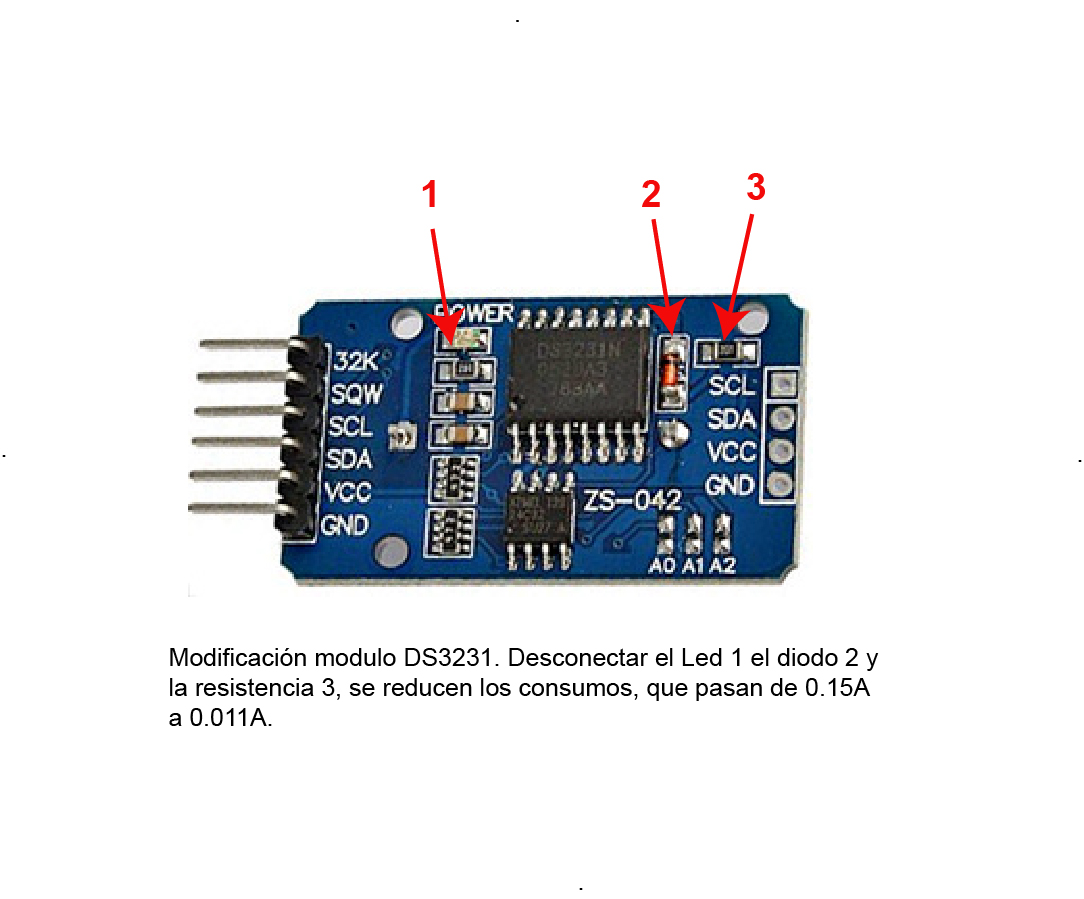 1
2
3
POWER
32K
SQW
SCL
SDA
VCC
GND
DS3231N
SCL
SDA
VCC
GND
ZS-042
A0 A1 A2
Modificación modulo DS3231. Desconectar el Led 1 el diodo 2 y
la resistencia 3, se reducen los consumos, que pasan de 0.15A
a 0.011A.